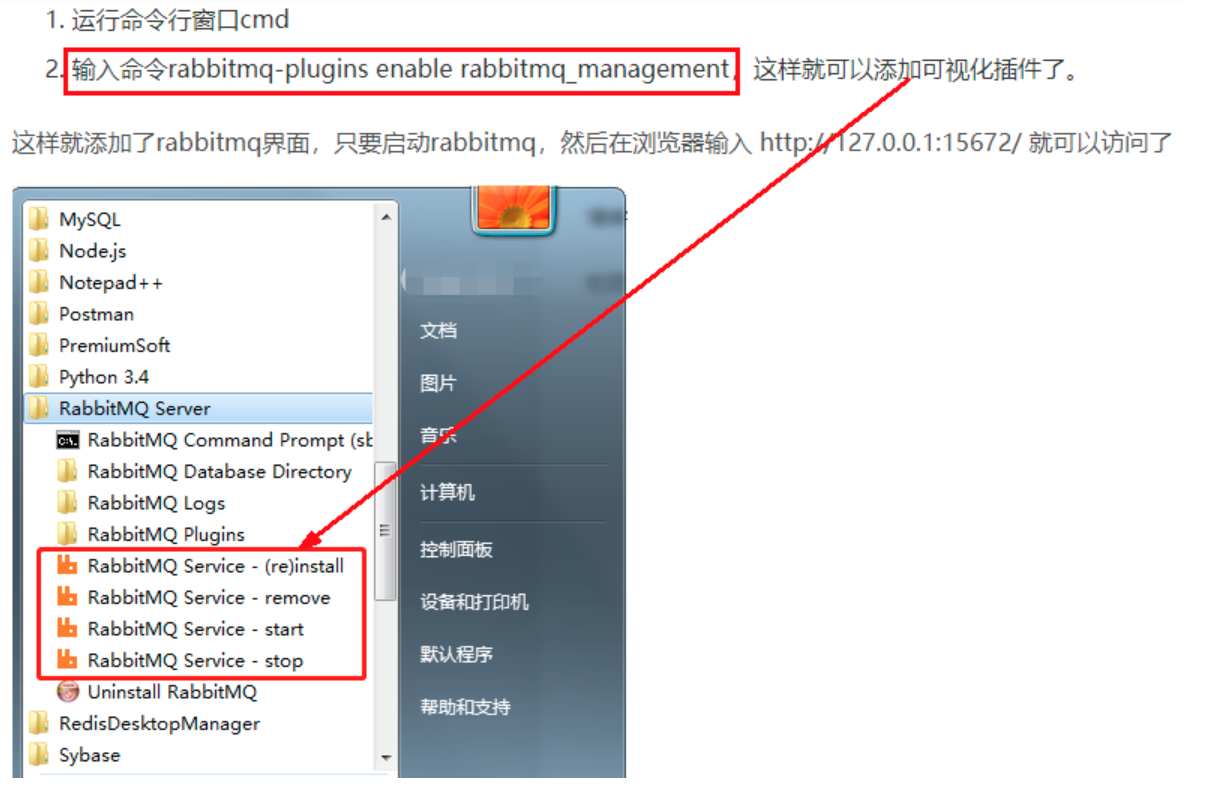 1. 运行命令行窗口cmd
2. 输入命令rabbitmq-plugins enable rabbitmq_management，这样就可以添加可视化插件了。
这样就添加了rabbitmq界面，只要启动rabbitmq，然后在浏览器输入 http://127.0.0.1:15672/ 就可以访问了
MySQL
Node.js
Notepad++
Postman
PremiumSoft
Python 3.4
RabbitMQ Server
RabbitMQ Command Prompt (sb
RabbitMQ Database Directory
RabbitMQ Logs
RabbitMQ Plugins
RabbitMQ Service - (re)install
RabbitMQ Service - remove
RabbitMQ Service - start
RabbitMQ Service - stop
Uninstall RabbitMQ
RedisDesktopManager
Sybase
文档
图片
音乐
计算机
控制面板
设备和打印机
默认程序
帮助和支持